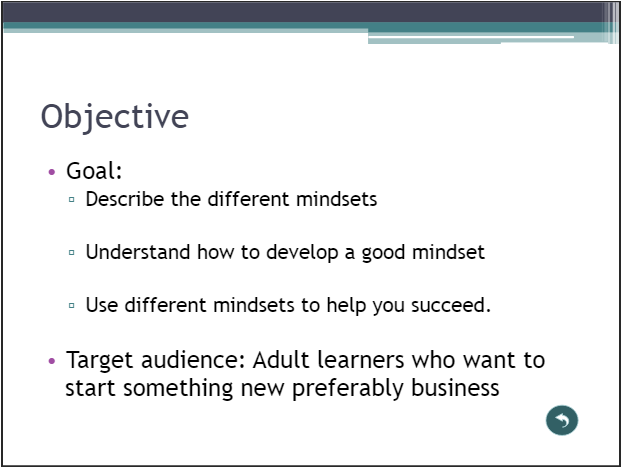 Objective
• Goal:
▫ Describe the different mindsets
▫ Understand how to develop a good mindset
▫ Use different mindsets to help you succeed.
• Target audience: Adult learners who want to
start something new preferably business